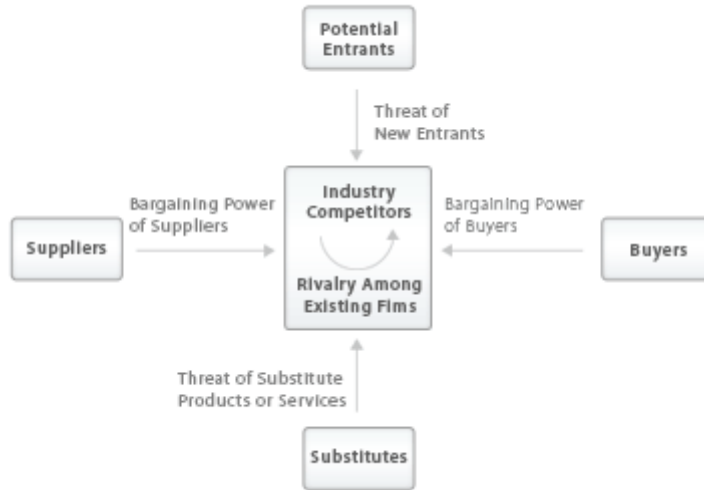 Potential
Entrants
Threat of
New Entrants
Bargaining Power
of Suppliers
Industry
Competitors
Bargaining Power
of Buyers
Suppliers
Buyers
Rivalry Among
Existing Fims
Threat of Substitute
Products or Services
Substitutes